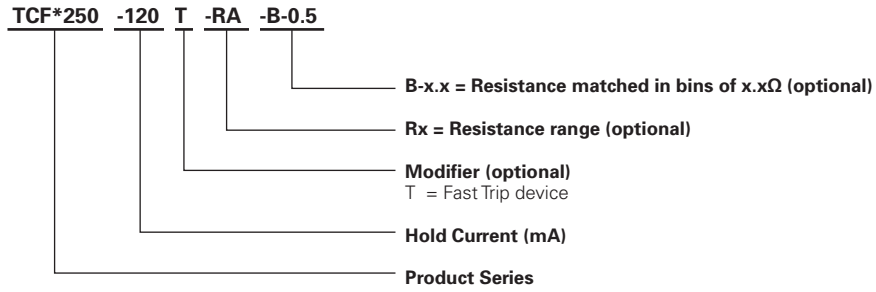 TCF*250 -120 T -RA -B-0.5
B-x.x = Resistance matched in bins of x.xΩ (optional)
Rx = Resistance range (optional)
Modifier (optional)
T = Fast Trip device
Hold Current (mA)
Product Series